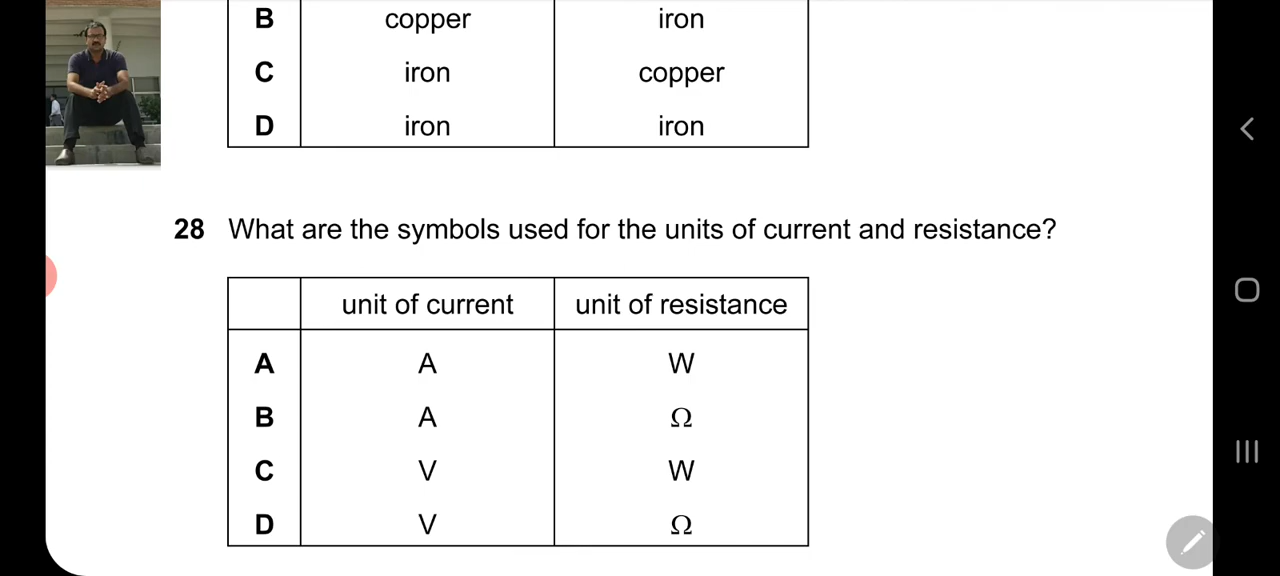 B copper iron
C iron copper
D iron iron
28 What are the symbols used for the units of current and resistance?
unit of current unit of resistance
A A W
B A Ω
C V W
D V Ω